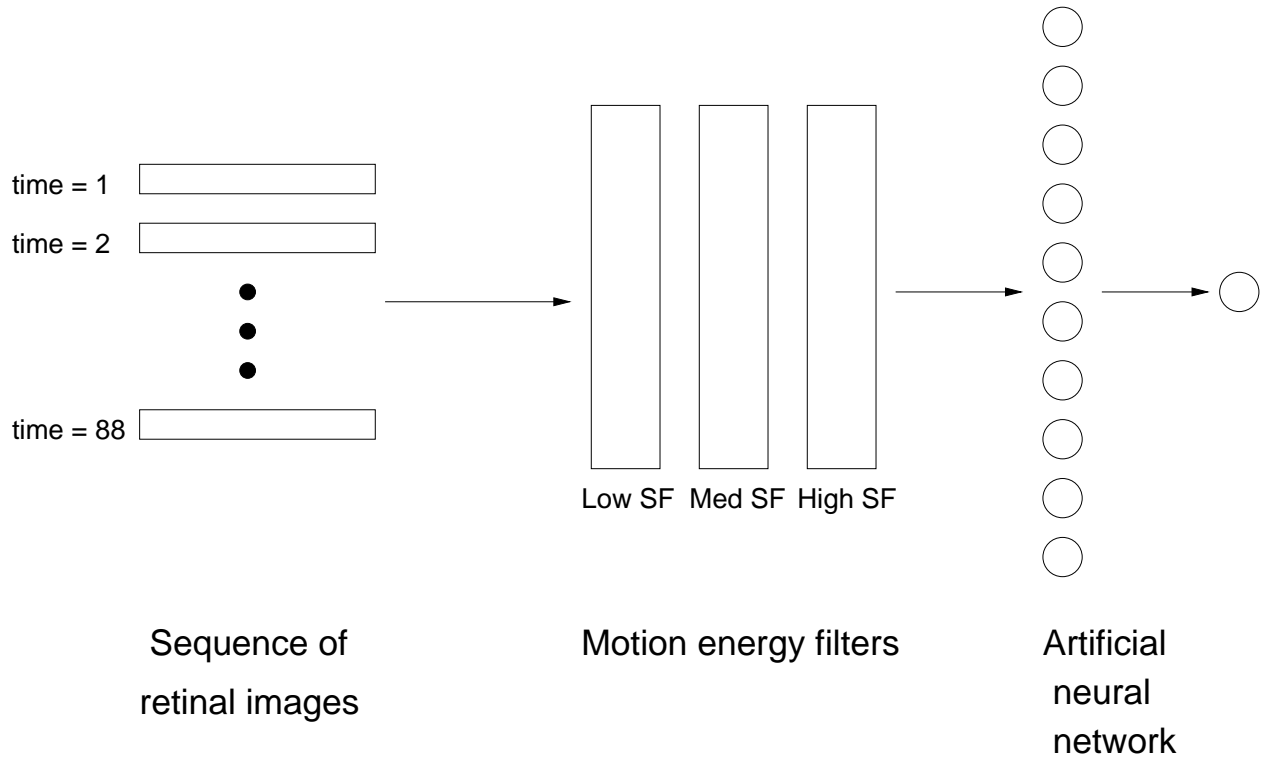 time = 1
time = 2
time = 88
Low SF
Med SF
High SF
Sequence of
retinal images
Motion energy filters
Artificial
neural
network